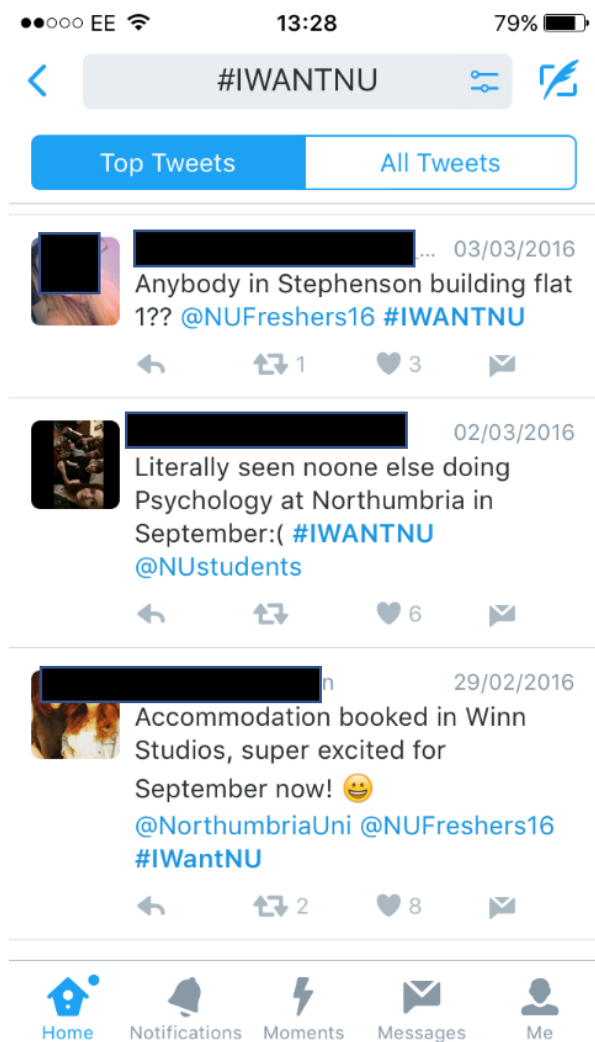 EE 13:28 79%
#IWANTNU
Top Tweets All Tweets
... 03/03/2016
Anybody in Stephenson building flat
1?? @NUFreshers16 #IWANTNU
1 3
02/03/2016
Literally seen noone else doing
Psychology at Northumbria in
September:( #IWANTNU
@NUstudents
6
n 29/02/2016
Accommodation booked in Winn
Studios, super excited for
September now! 😀
@NorthumbriaUni @NUFreshers16
#IWantNU
2 8
Home Notifications Moments Messages Me